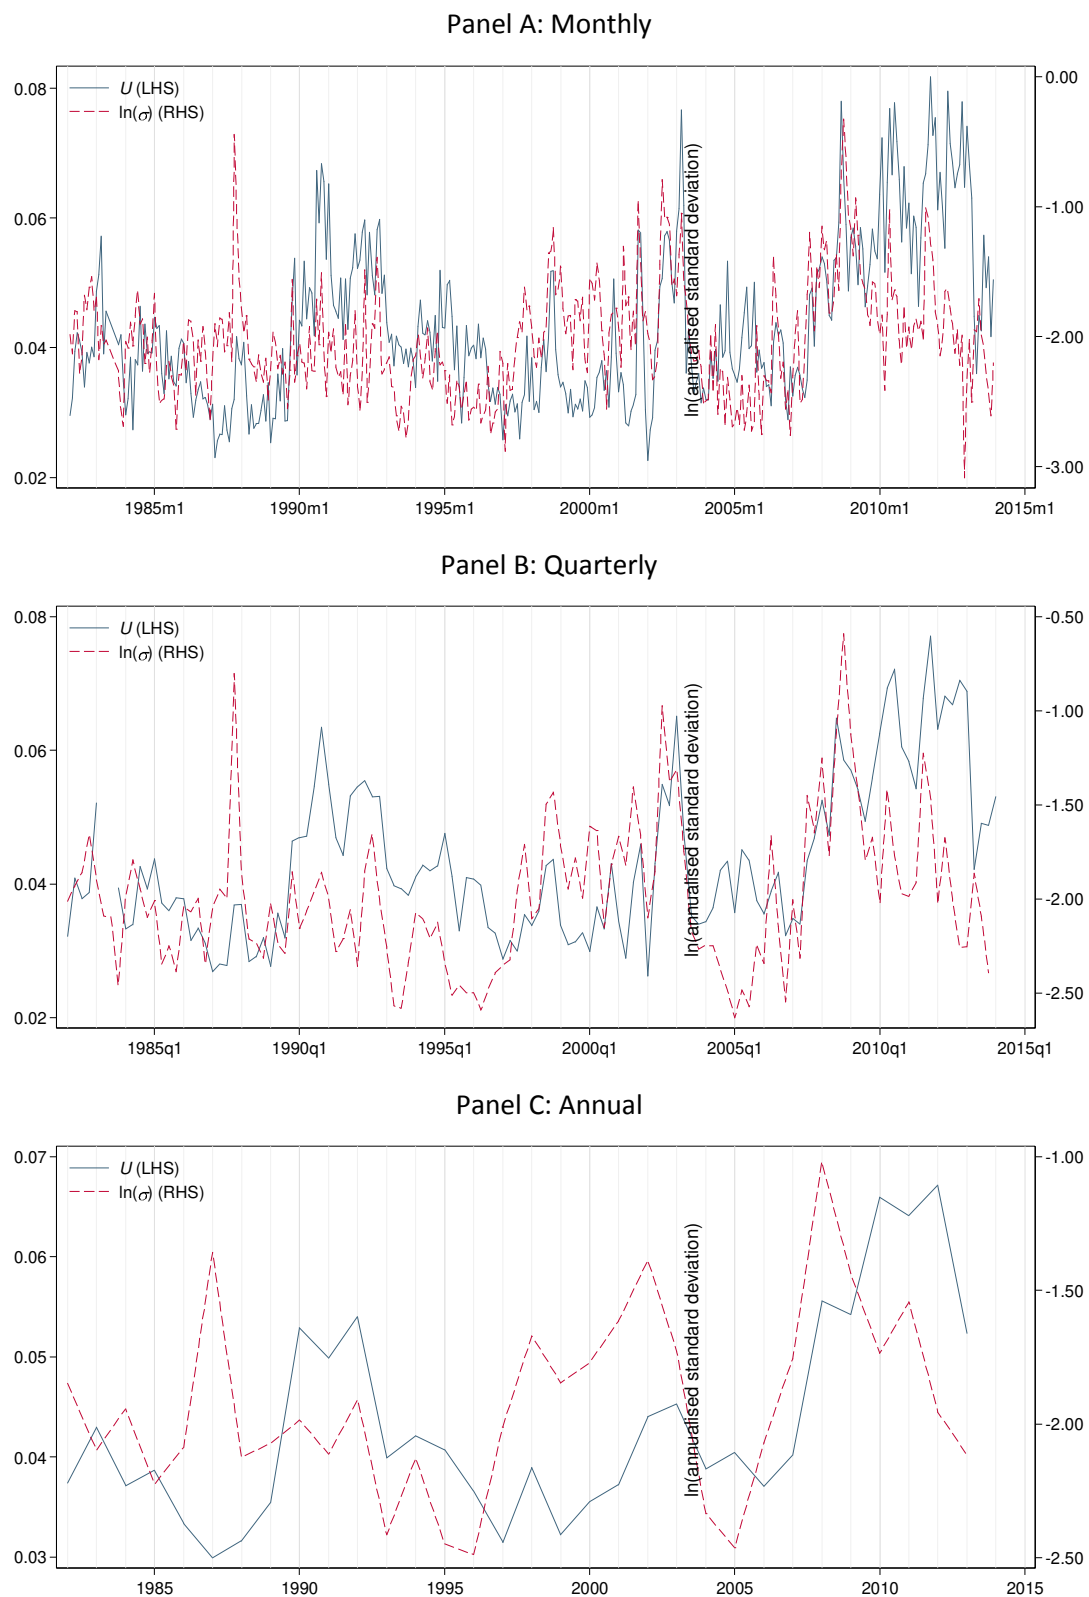 Panel A: Monthly
U (LHS)
ln(σ) (RHS)
0.08
0.06
0.04
0.02
0.00
-1.00
-2.00
-3.00
ln(annualised standard deviation)
1985m1 1990m1 1995m1 2000m1 2005m1 2010m1 2015m1
Panel B: Quarterly
U (LHS)
ln(σ) (RHS)
0.08
0.06
0.04
0.02
-0.50
-1.00
-1.50
-2.00
-2.50
ln(annualised standard deviation)
1985q1 1990q1 1995q1 2000q1 2005q1 2010q1 2015q1
Panel C: Annual
U (LHS)
ln(σ) (RHS)
0.07
0.06
0.05
0.04
0.03
-1.00
-1.50
-2.00
-2.50
ln(annualised standard deviation)
1985 1990 1995 2000 2005 2010 2015